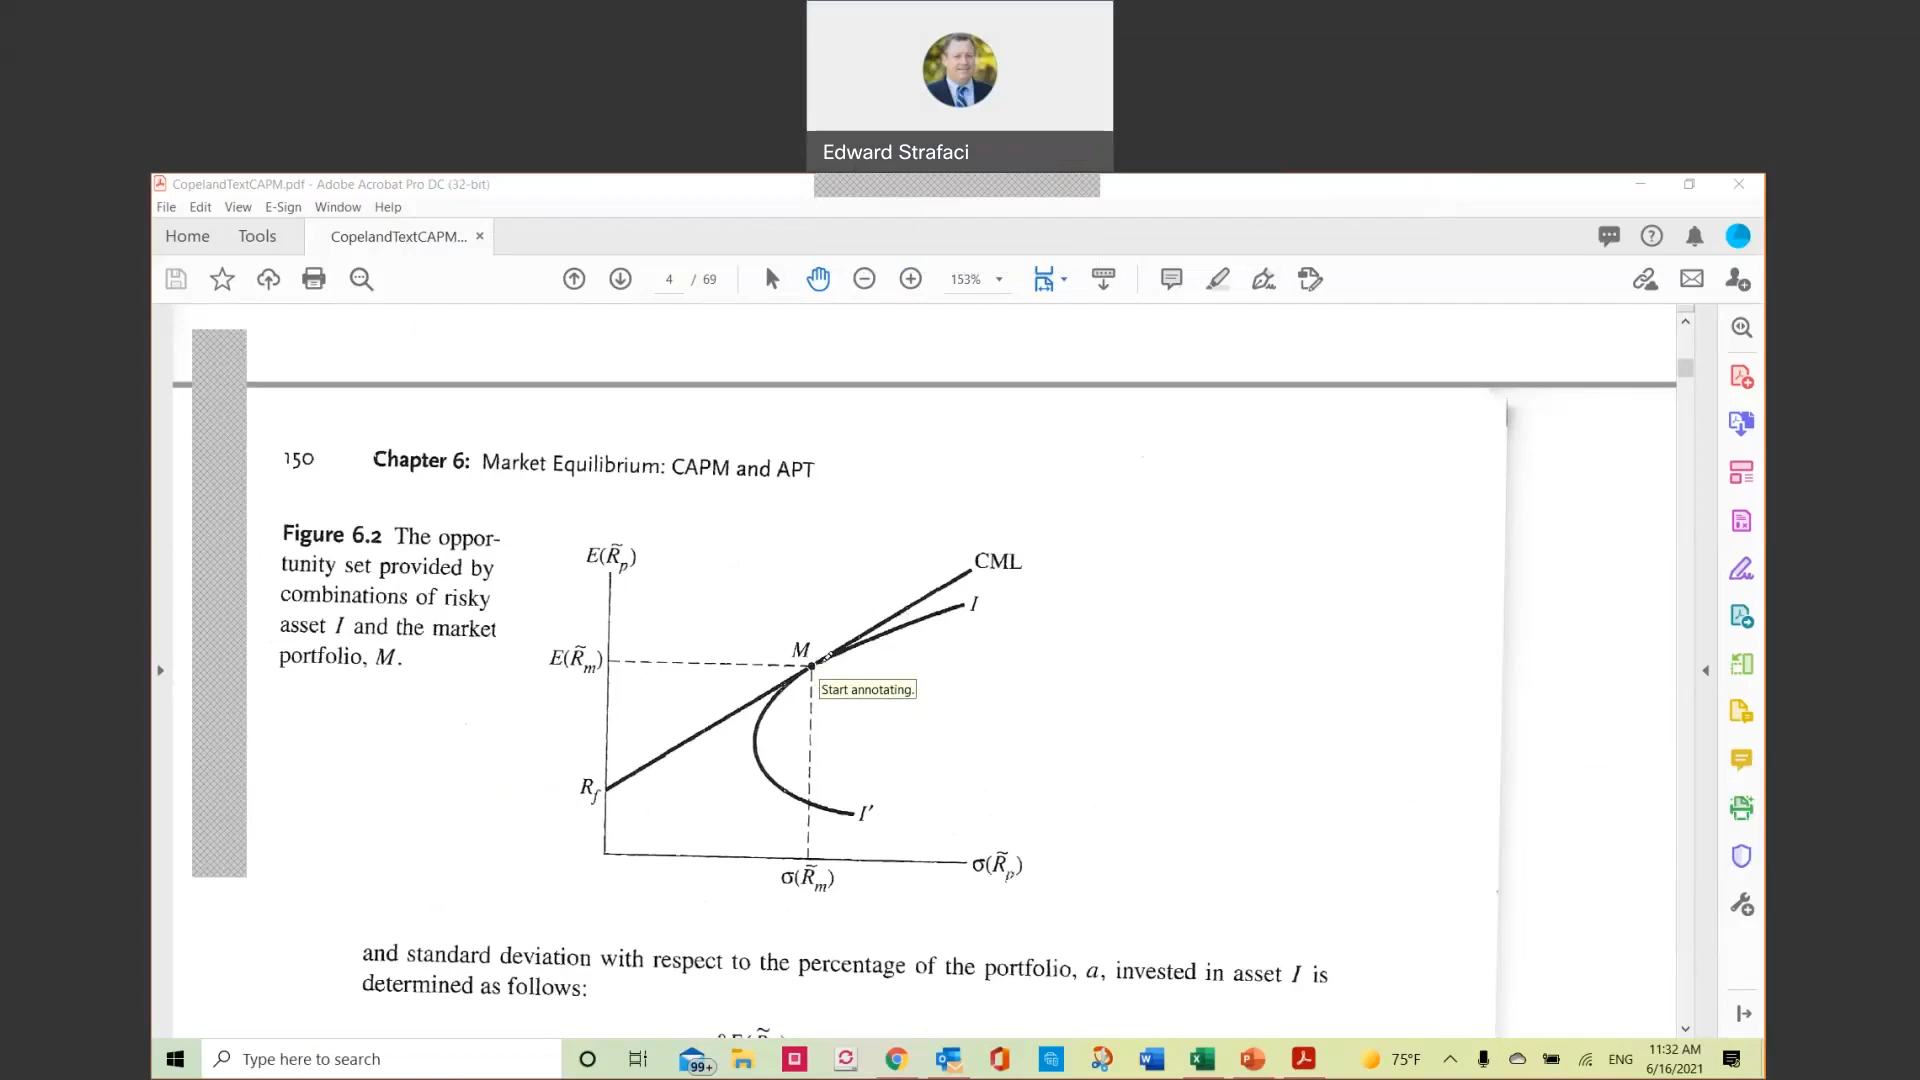 Edward Strafaci
CopelandTextCAPM.pdf - Adobe Acrobat Pro DC (32-bit)
File Edit View E-Sign Window Help
Home Tools CopelandTextCAPM... ×
4 / 69 153%
150 Chapter 6: Market Equilibrium: CAPM and APT
Figure 6.2 The oppor-
tunity set provided by
combinations of risky
asset I and the market
portfolio, M.
E(R̃p)
CML
I
M
E(R̃m)
Start annotating.
Rf
I′
σ(R̃m)
σ(R̃p)
and standard deviation with respect to the percentage of the portfolio, a, invested in asset I is
determined as follows:
Type here to search
99+
75°F
ENG
11:32 AM
6/16/2021